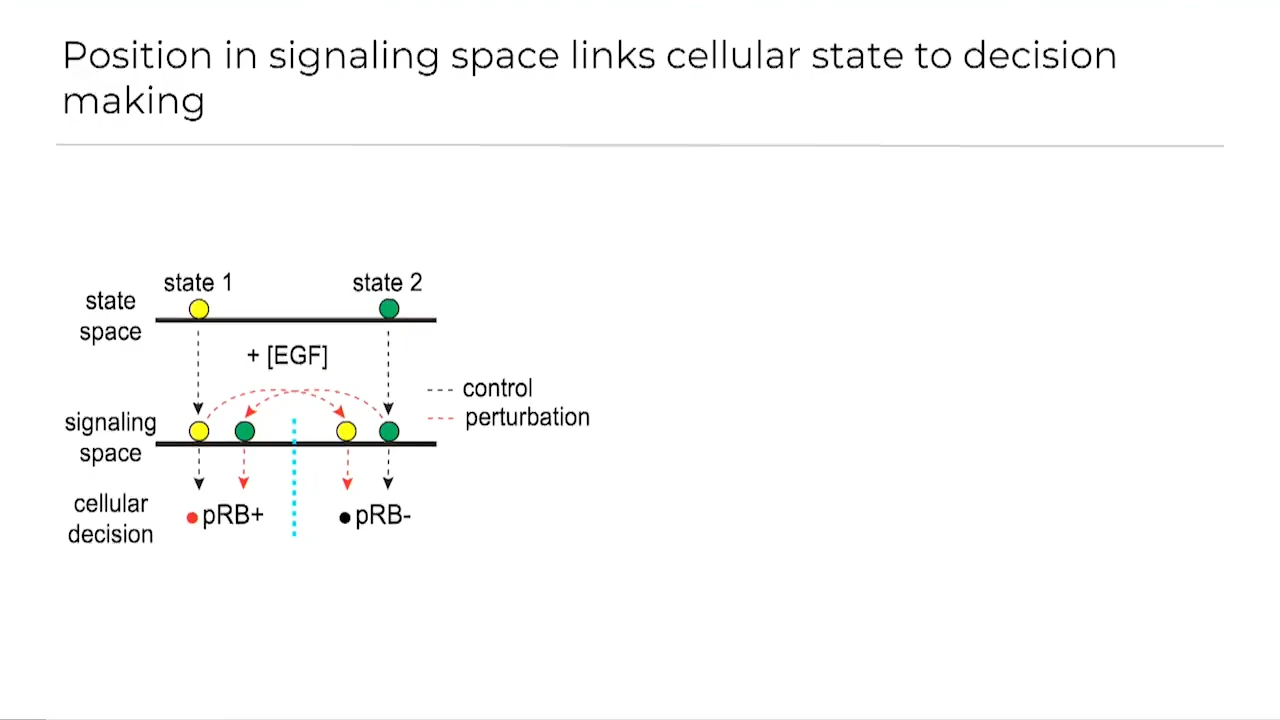 Position in signaling space links cellular state to decision
making
state 1
state 2
state
space
+ [EGF]
control
perturbation
signaling
space
cellular
decision
pRB+
pRB-